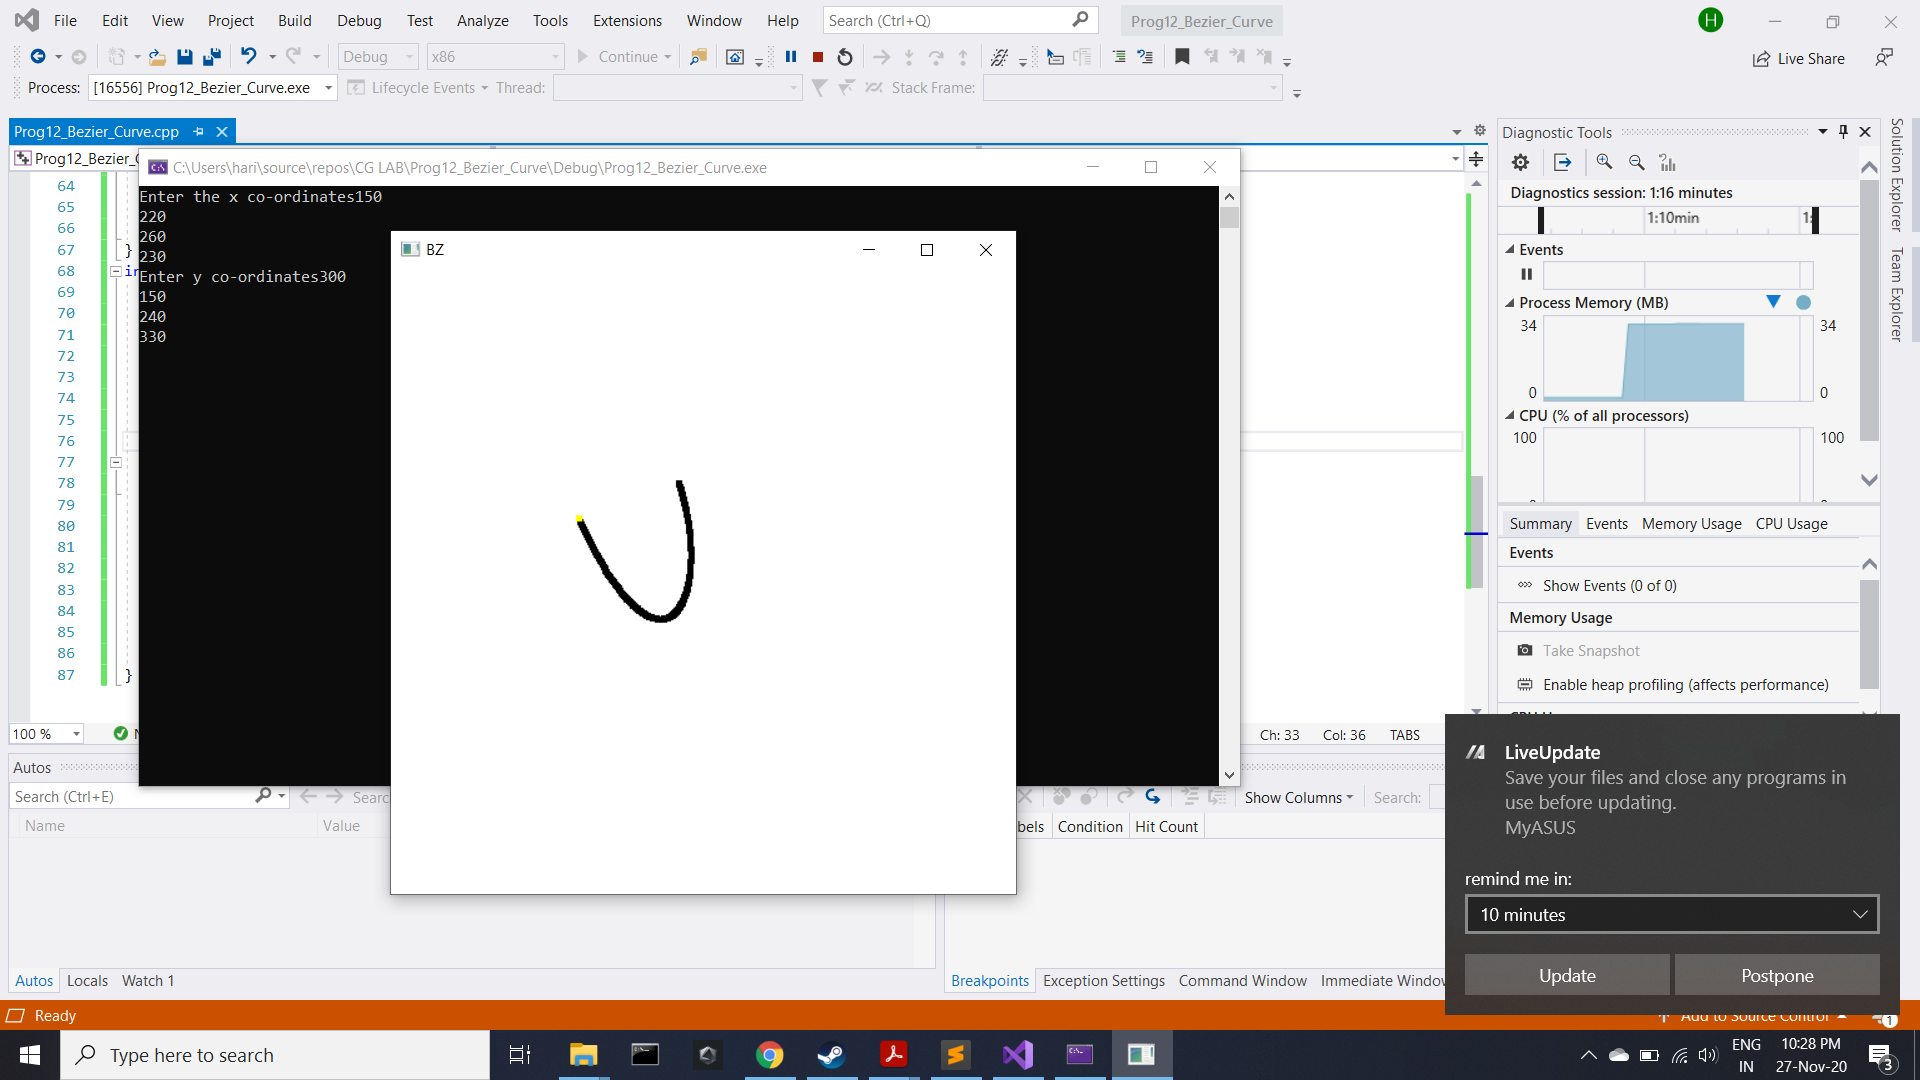 File Edit View Project Build Debug Test Analyze Tools Extensions Window Help Search (Ctrl+Q) Prog12_Bezier_Curve H
Debug x86 Continue Live Share
Process: [16556] Prog12_Bezier_Curve.exe Lifecycle Events Thread: Stack Frame:
Prog12_Bezier_Curve.cpp
Prog12_Bezier_
C:\Users\hari\source\repos\CG LAB\Prog12_Bezier_Curve\Debug\Prog12_Bezier_Curve.exe
Enter the x co-ordinates150
220
260
230
Enter y co-ordinates300
150
240
330
BZ
64
65
66
67 }
68 in
69
70
71
72
73
74
75
76
77
78
79
80
81
82
83
84
85
86
87 }
100 %
Ch: 33 Col: 36 TABS
Diagnostic Tools
Diagnostics session: 1:16 minutes
1:10min
Events
Process Memory (MB)
34 34
0 0
CPU (% of all processors)
100 100
Summary Events Memory Usage CPU Usage
Events
Show Events (0 of 0)
Memory Usage
Take Snapshot
Enable heap profiling (affects performance)
Solution Explorer
Team Explorer
Autos
Search (Ctrl+E)
Name Value
Autos Locals Watch 1
Show Columns Search:
Condition Hit Count
Breakpoints Exception Settings Command Window Immediate Window
LiveUpdate
Save your files and close any programs in
use before updating.
MyASUS
remind me in:
10 minutes
Update Postpone
Ready
Add to Source Control 1
Type here to search
ENG
IN
10:28 PM
27-Nov-20
3